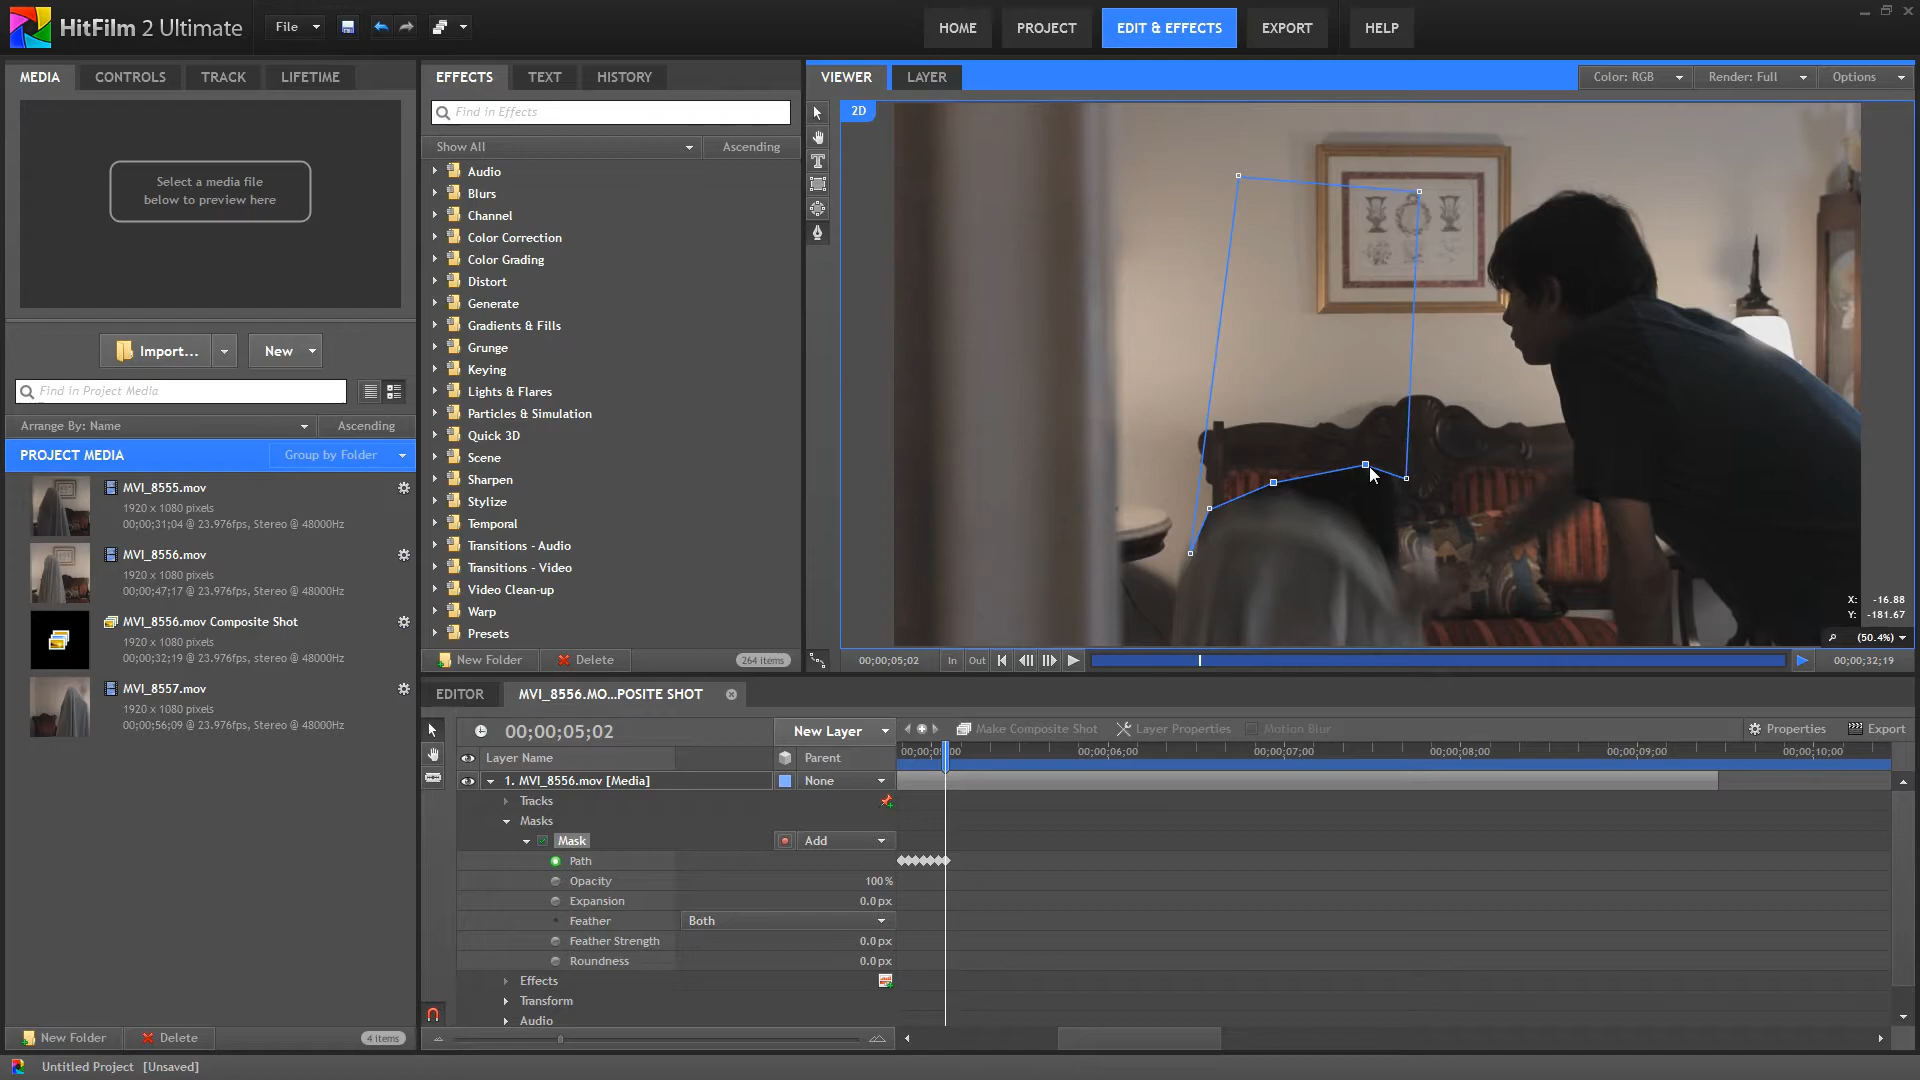 HitFilm 2 Ultimate
File
HOME
PROJECT
EDIT & EFFECTS
EXPORT
HELP
MEDIA
CONTROLS
TRACK
LIFETIME
EFFECTS
TEXT
HISTORY
VIEWER
LAYER
Color: RGB
Render: Full
Options
Select a media file
below to preview here
Find in Effects
Show All
Ascending
2D
Audio
Blurs
Channel
Color Correction
Color Grading
Distort
Generate
Gradients & Fills
Grunge
Keying
Lights & Flares
Particles & Simulation
Quick 3D
Scene
Sharpen
Stylize
Temporal
Transitions - Audio
Transitions - Video
Video Clean-up
Warp
Presets
New Folder
Delete
264 items
Import...
New
Find in Project Media
Arrange By: Name
Ascending
PROJECT MEDIA
Group by Folder
MVI_8555.mov
1920 x 1080 pixels
00;00;31;04 @ 23.976fps, Stereo @ 48000Hz
MVI_8556.mov
1920 x 1080 pixels
00;00;47;17 @ 23.976fps, Stereo @ 48000Hz
MVI_8556.mov Composite Shot
1920 x 1080 pixels
00;00;32;19 @ 23.976fps, Stereo @ 48000Hz
MVI_8557.mov
1920 x 1080 pixels
00;00;56;09 @ 23.976fps, Stereo @ 48000Hz
New Folder
Delete
4 items
X: -16.88
Y: -181.67
(50.4%)
00;00;05;02
In
Out
00;00;32;19
EDITOR
MVI_8556.MO...POSITE SHOT
00;00;05;02
New Layer
Make Composite Shot
Layer Properties
Motion Blur
Properties
Export
Layer Name
Parent
00;00;06;00
00;00;07;00
00;00;08;00
00;00;09;00
00;00;10;00
1. MVI_8556.mov [Media]
None
Tracks
Masks
Mask
Add
Path
Opacity
100 %
Expansion
0.0 px
Feather
Both
Feather Strength
0.0 px
Roundness
0.0 px
Effects
Transform
Audio
Untitled Project [Unsaved]